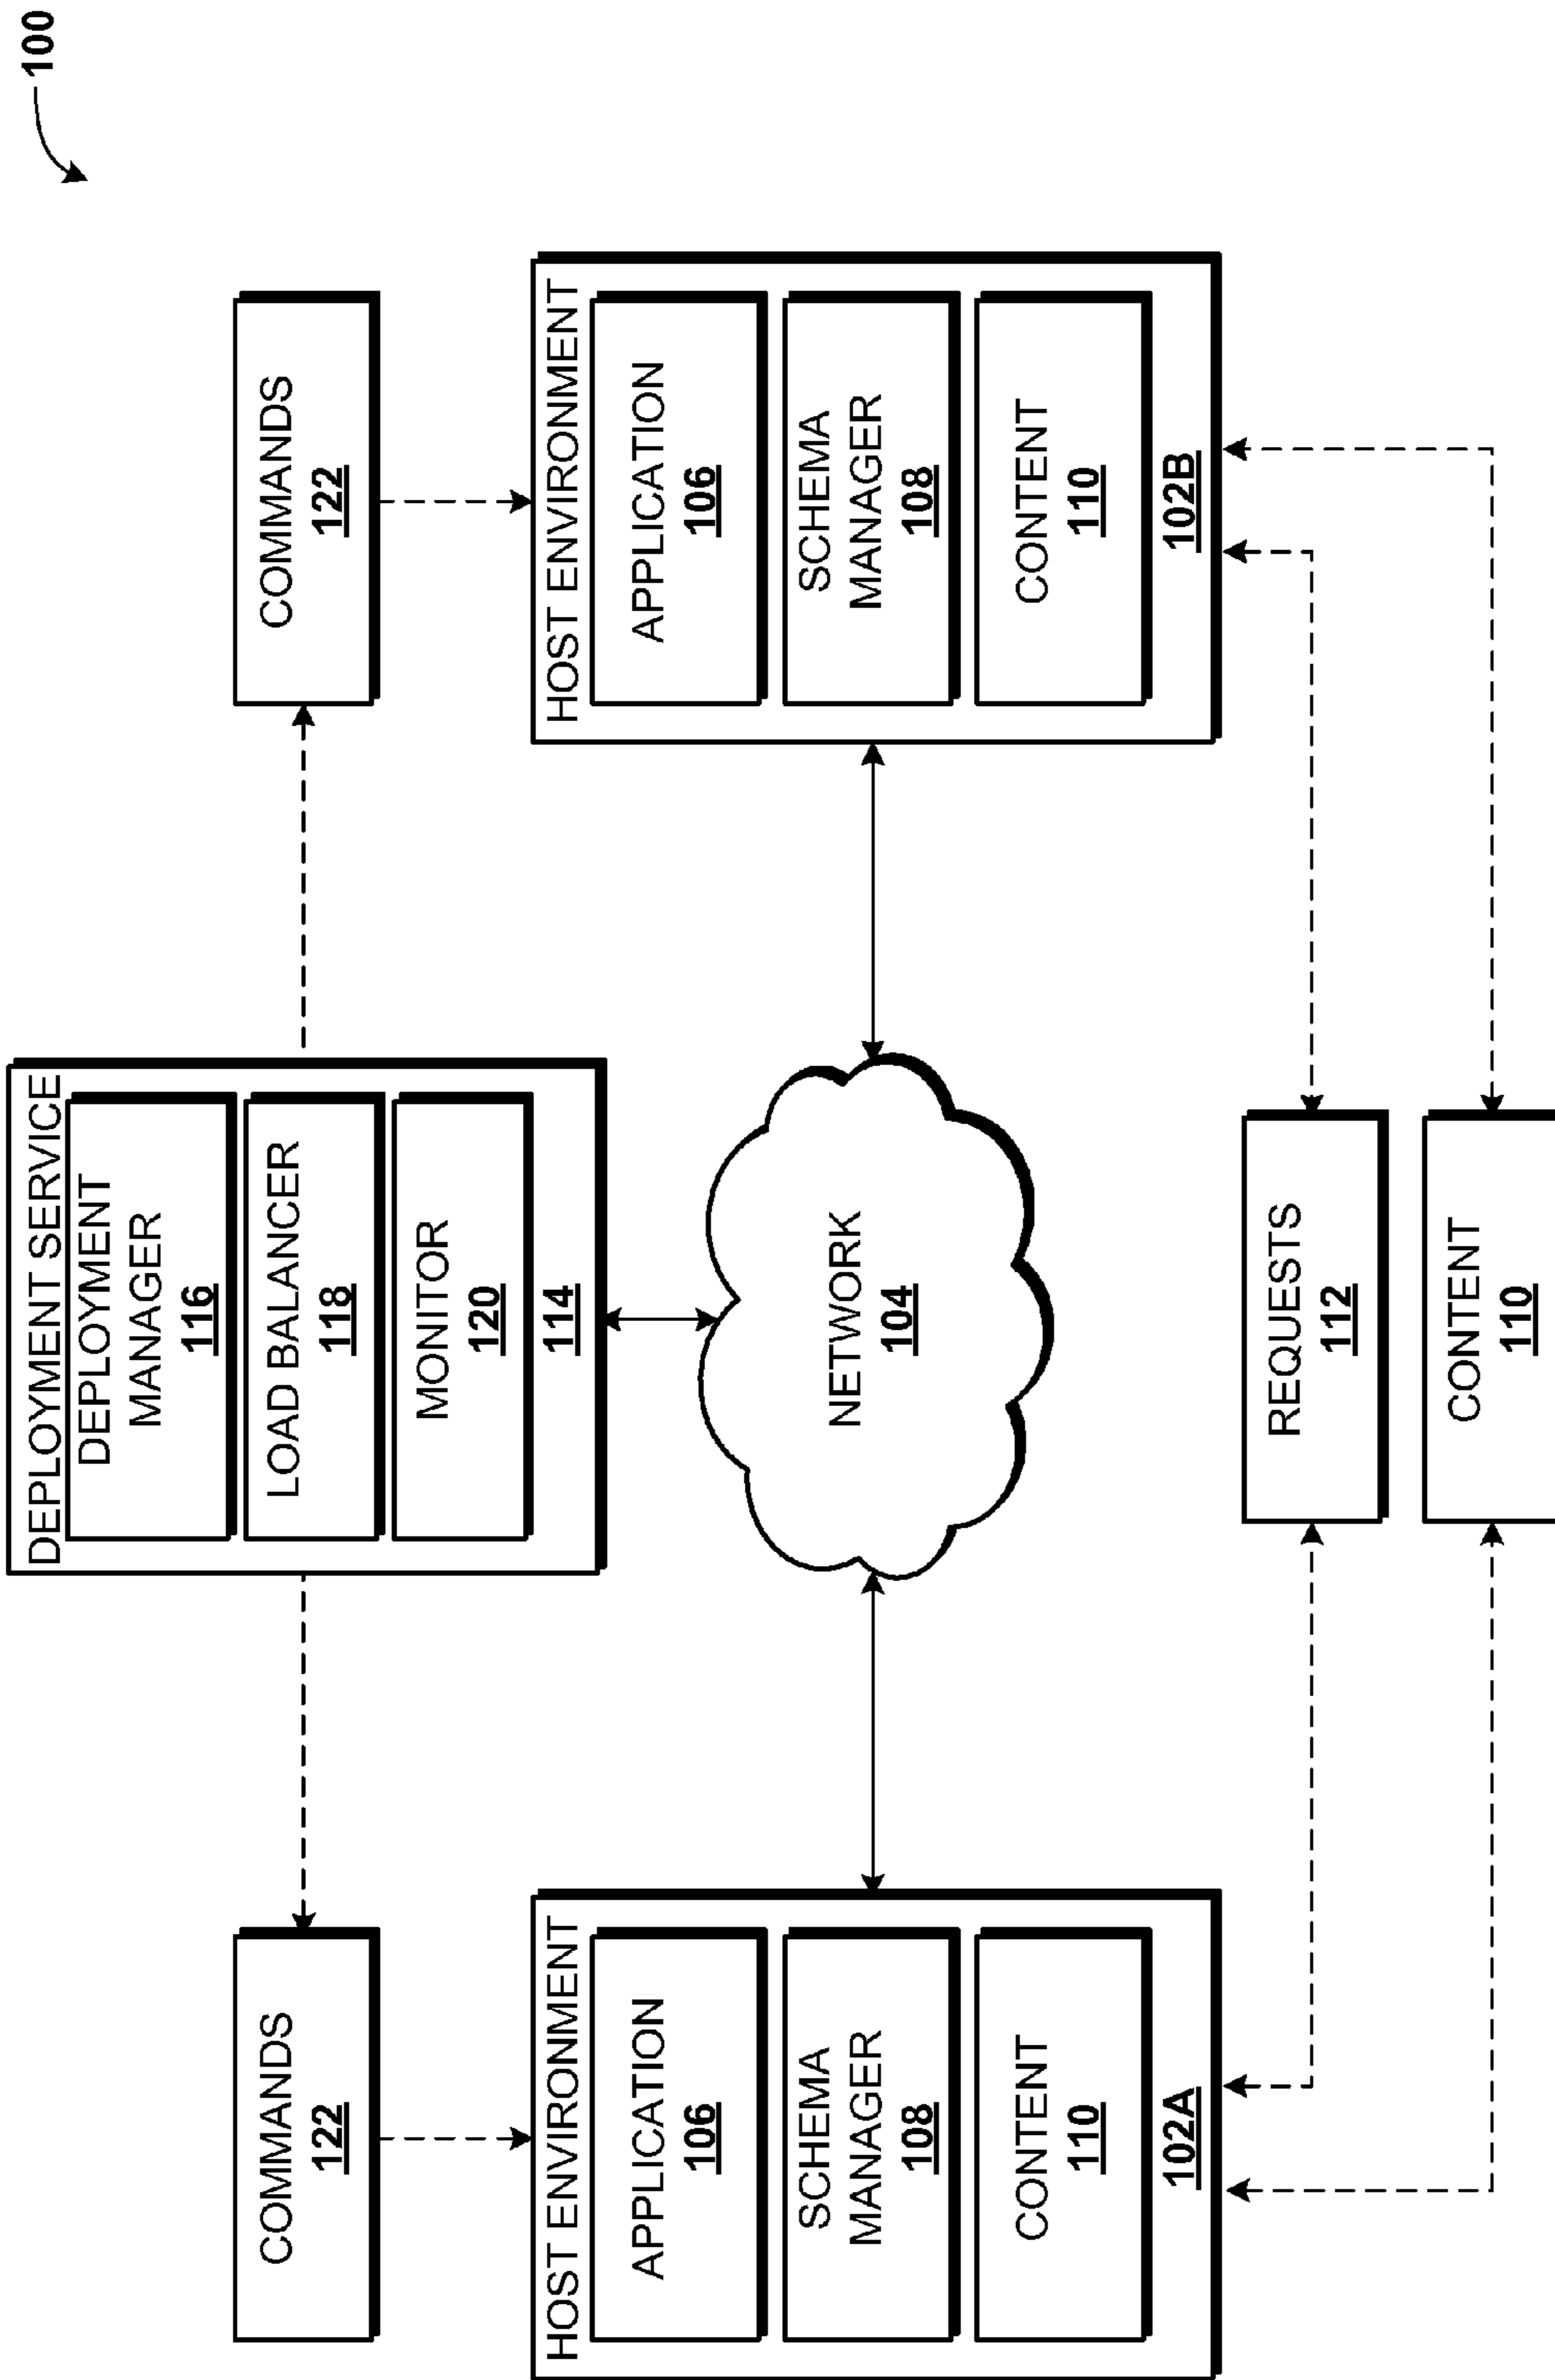 100
DEPLOYMENT SERVICE
DEPLOYMENT
MANAGER
116
LOAD BALANCER
118
MONITOR
120
114
COMMANDS
122
COMMANDS
122
HOST ENVIRONMENT
APPLICATION
106
SCHEMA
MANAGER
108
CONTENT
110
102A
NETWORK
104
HOST ENVIRONMENT
APPLICATION
106
SCHEMA
MANAGER
108
CONTENT
110
102B
REQUESTS
112
CONTENT
110